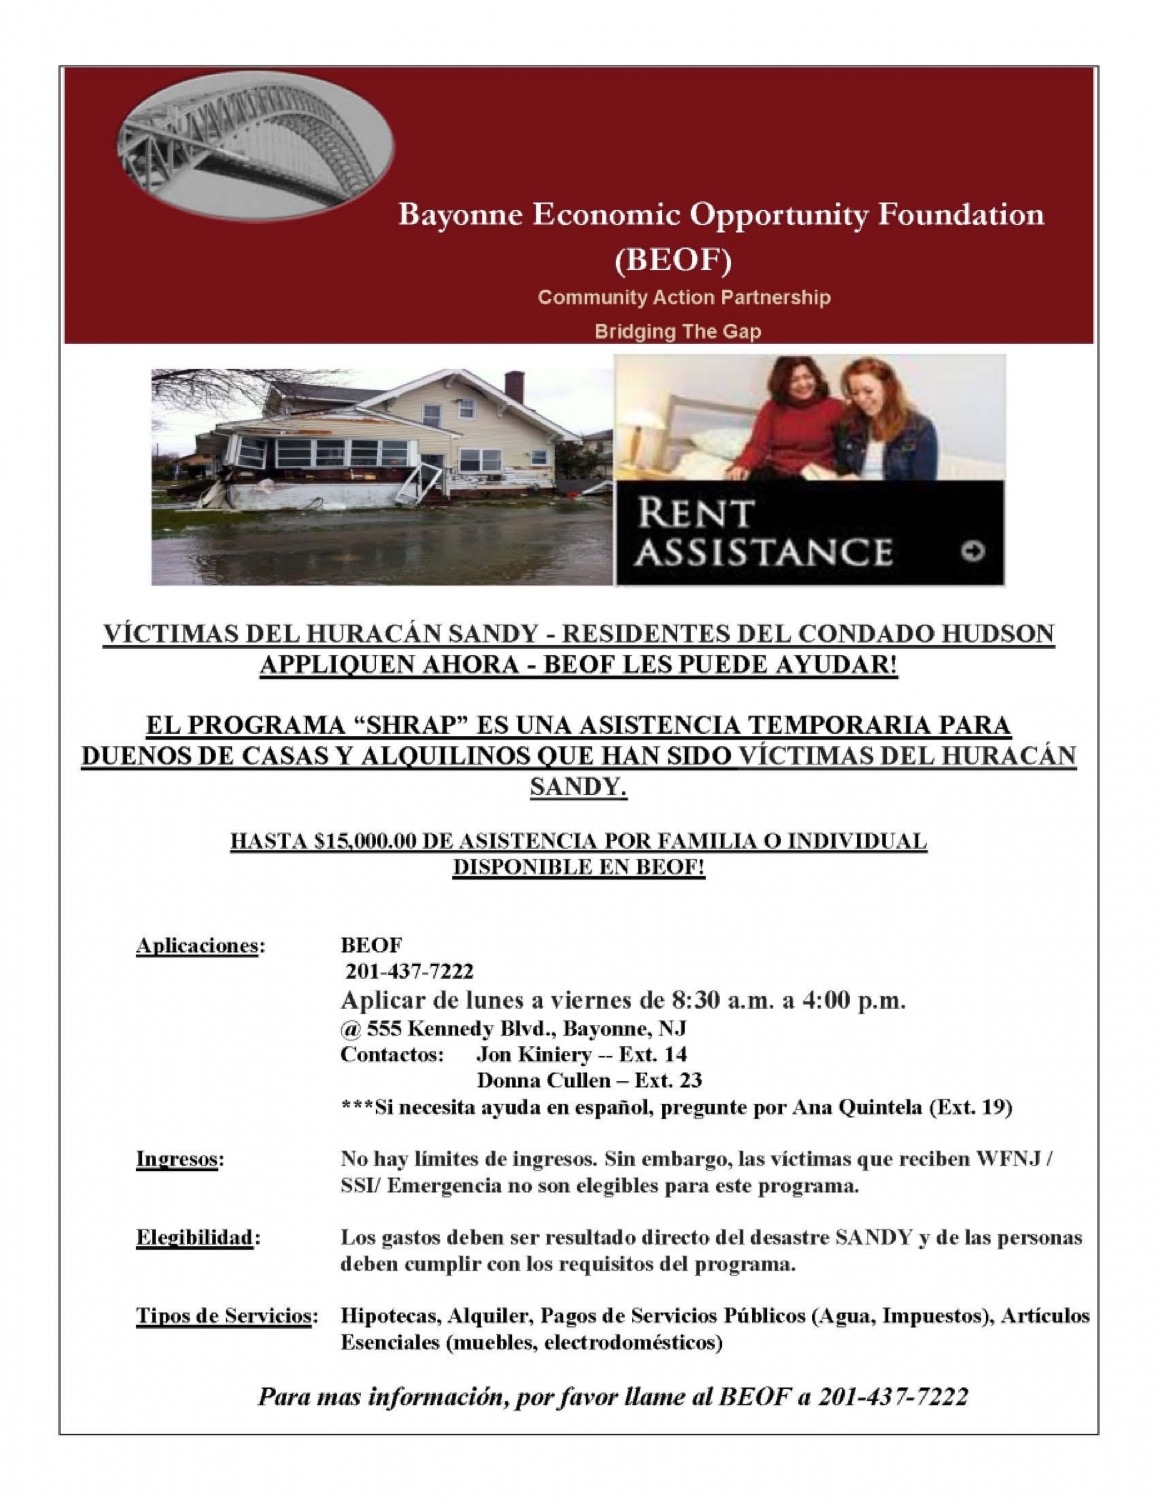 Bayonne Economic Opportunity Foundation
(BEOF)
Community Action Partnership
Bridging The Gap
RENT
ASSISTANCE
VÍCTIMAS DEL HURACÁN SANDY - RESIDENTES DEL CONDADO HUDSON
APPLIQUEN AHORA - BEOF LES PUEDE AYUDAR!
EL PROGRAMA “SHRAP” ES UNA ASISTENCIA TEMPORARIA PARA
DUENOS DE CASAS Y ALQUILINOS QUE HAN SIDO VÍCTIMAS DEL HURACÁN
SANDY.
HASTA $15,000.00 DE ASISTENCIA POR FAMILIA O INDIVIDUAL
DISPONIBLE EN BEOF!
Aplicaciones: BEOF
201-437-7222
Aplicar de lunes a viernes de 8:30 a.m. a 4:00 p.m.
@ 555 Kennedy Blvd., Bayonne, NJ
Contactos: Jon Kiniery -- Ext. 14
Donna Cullen – Ext. 23
***Si necesita ayuda en español, pregunte por Ana Quintela (Ext. 19)
Ingresos: No hay límites de ingresos. Sin embargo, las víctimas que reciben WFNJ /
SSI/ Emergencia no son elegibles para este programa.
Elegibilidad: Los gastos deben ser resultado directo del desastre SANDY y de las personas
deben cumplir con los requisitos del programa.
Tipos de Servicios: Hipotecas, Alquiler, Pagos de Servicios Públicos (Agua, Impuestos), Artículos
Esenciales (muebles, electrodomésticos)
Para mas información, por favor llame al BEOF a 201-437-7222